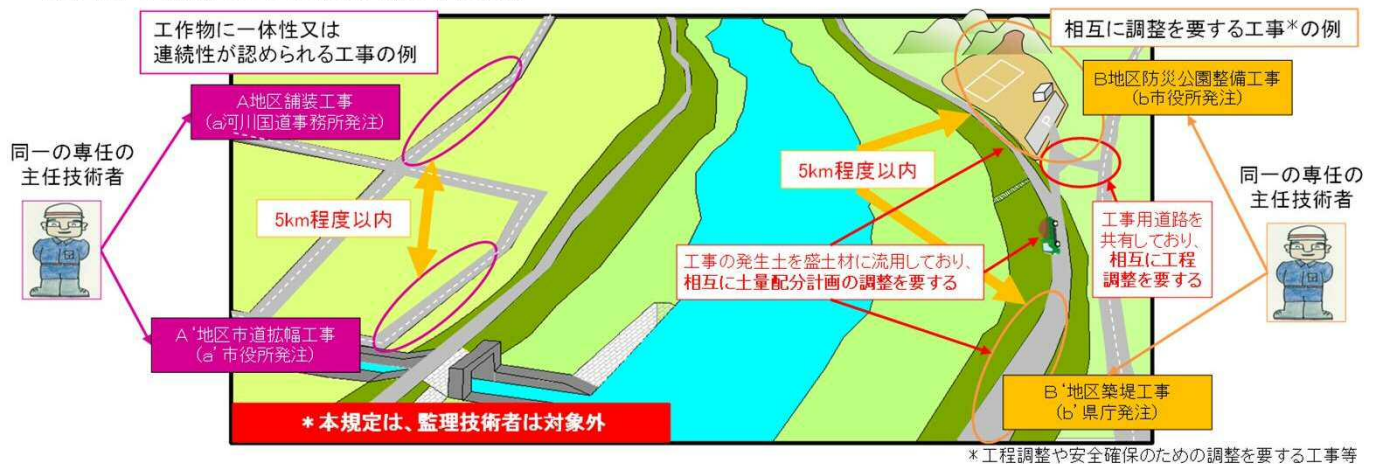 工作物に一体性又は
連続性が認められる工事の例
A地区舗装工事
(a河川国道事務所発注)
同一の専任の
主任技術者
5km程度以内
A'地区市道拡幅工事
(a'市役所発注)
*本規定は、監理技術者は対象外
相互に調整を要する工事*の例
B地区防災公園整備工事
(b市役所発注)
5km程度以内
工事の発生土を盛土材に流用しており、
相互に土量配分計画の調整を要する
工事用道路を
共有しており、
相互に工程
調整を要する
同一の専任の
主任技術者
B'地区築堤工事
(b'県庁発注)
*工程調整や安全確保のための調整を要する工事等